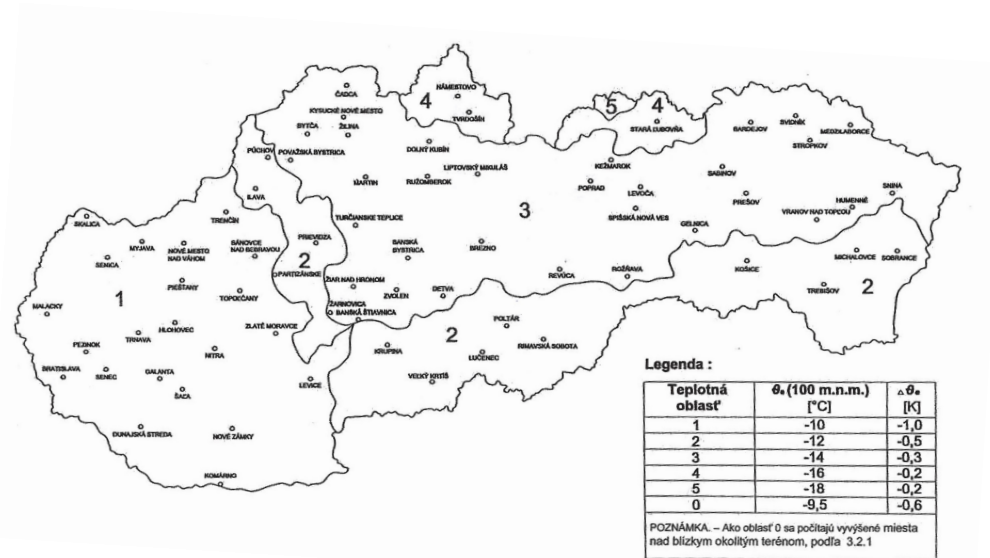 ČADCA
4
NÁMESTOVO
TVRDOŠÍN
KYSUCKÉ NOVÉ MESTO
BYTČA
ŽILINA
5
4
STARÁ ĽUBOVŇA
BARDEJOV
SVIDNÍK
MEDZILABORCE
STROPKOV
PÚCHOV
POVAŽSKÁ BYSTRICA
DOLNÝ KUBÍN
LIPTOVSKÝ MIKULÁŠ
MARTIN
RUŽOMBEROK
KEŽMAROK
POPRAD
LEVOČA
SABINOV
PREŠOV
SNINA
HUMENNÉ
VRANOV NAD TOPĽOU
ILAVA
TRENČÍN
SKALICA
TURČIANSKE TEPLICE
3
SPIŠSKÁ NOVÁ VES
GELNICA
MYJAVA
NOVÉ MESTO
NAD VÁHOM
BÁNOVCE
NAD BEBRAVOU
PRIEVIDZA
2
PARTIZÁNSKE
BANSKÁ
BYSTRICA
BREZNO
REVÚCA
ROŽŇAVA
KOŠICE
MICHALOVCE
SOBRANCE
TREBIŠOV
2
SENICA
PIEŠŤANY
TOPOĽČANY
1
MALACKY
ŽIAR NAD HRONOM
ZVOLEN
DETVA
ŽARNOVICA
BANSKÁ ŠTIAVNICA
HLOHOVEC
TRNAVA
ZLATÉ MORAVCE
NITRA
PEZINOK
BRATISLAVA
SENEC
GALANTA
ŠAĽA
LEVICE
KRUPINA
2
POLTÁR
LUČENEC
RIMAVSKÁ SOBOTA
VEĽKÝ KRTÍŠ
DUNAJSKÁ STREDA
NOVÉ ZÁMKY
KOMÁRNO
Legenda :
Teplotná oblasť θe (100 m.n.m.) [°C] △θe [K]
1 -10 -1,0
2 -12 -0,5
3 -14 -0,3
4 -16 -0,2
5 -18 -0,2
0 -9,5 -0,6
POZNÁMKA. – Ako oblasť 0 sa počítajú vyvýšené miesta
nad blízkym okolitým terénom, podľa 3.2.1